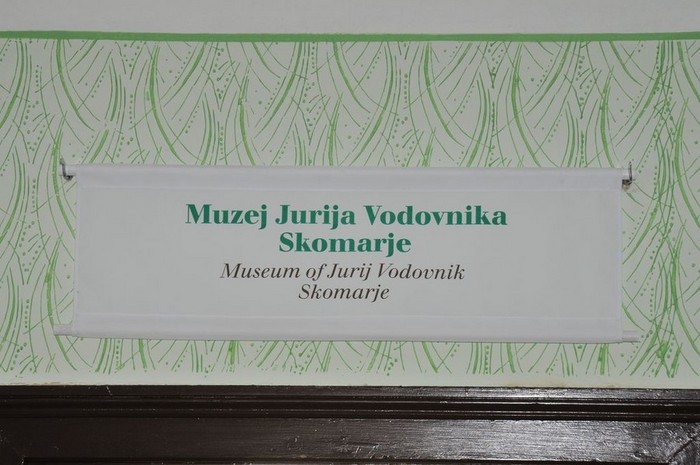 Muzej Jurija Vodovnika
Skomarje
Museum of Jurij Vodovnik
Skomarje